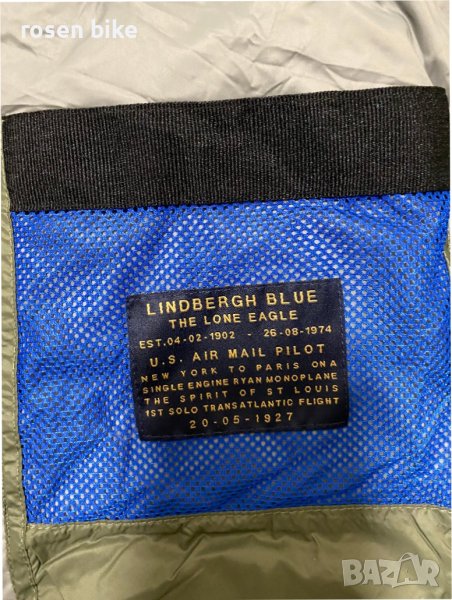 rosen bike
LINDBERGH BLUE
THE LONE EAGLE
EST.04-02-1902 - 26-08-1974
U.S. AIR MAIL PILOT
NEW YORK TO PARIS ON A
SINGLE ENGINE RYAN MONOPLANE
THE SPIRIT OF ST LOUIS
1ST SOLO TRANSATLANTIC FLIGHT
20-05-1927
BAZAR